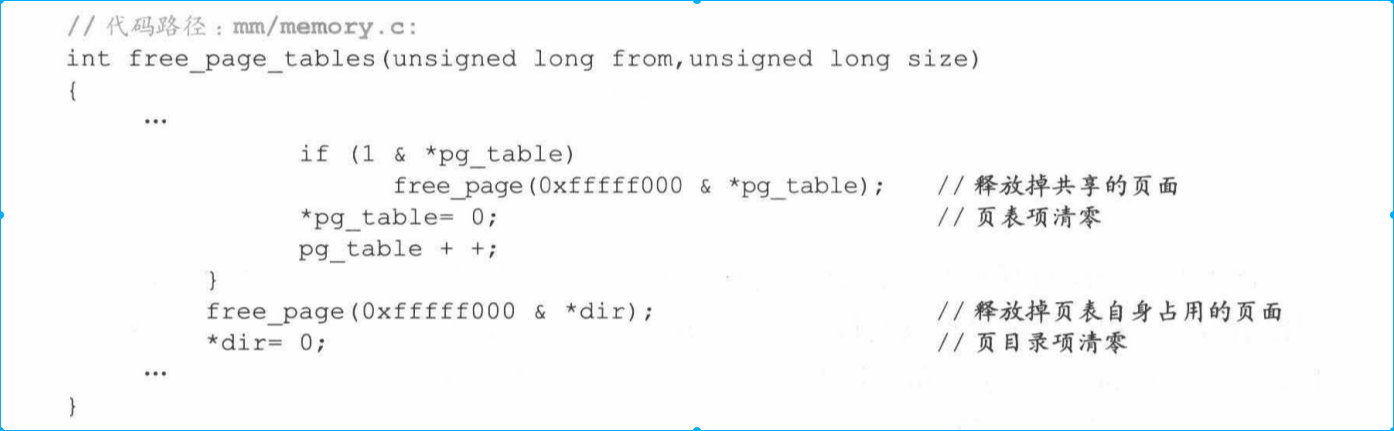 // 代码路径：mm/memory.c:
int free_page_tables(unsigned long from,unsigned long size)
{
…
if (1 & *pg_table)
free_page(0xfffff000 & *pg_table); // 释放掉共享的页面
*pg_table= 0; // 页表项清零
pg_table + +;
}
free_page(0xfffff000 & *dir); // 释放掉页表自身占用的页面
*dir= 0; // 页目录项清零
…
}